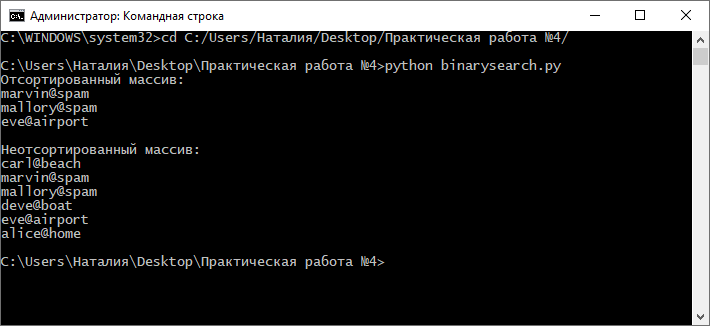 Администратор: Командная строка
C:\WINDOWS\system32>cd C:/Users/Наталия/Desktop/Практическая работа №4/
C:\Users\Наталия\Desktop\Практическая работа №4>python binarysearch.py
Отсортированный массив:
marvin@spam
mallory@spam
eve@airport
Неотсортированный массив:
carl@beach
marvin@spam
mallory@spam
deve@boat
eve@airport
alice@home
C:\Users\Наталия\Desktop\Практическая работа №4>